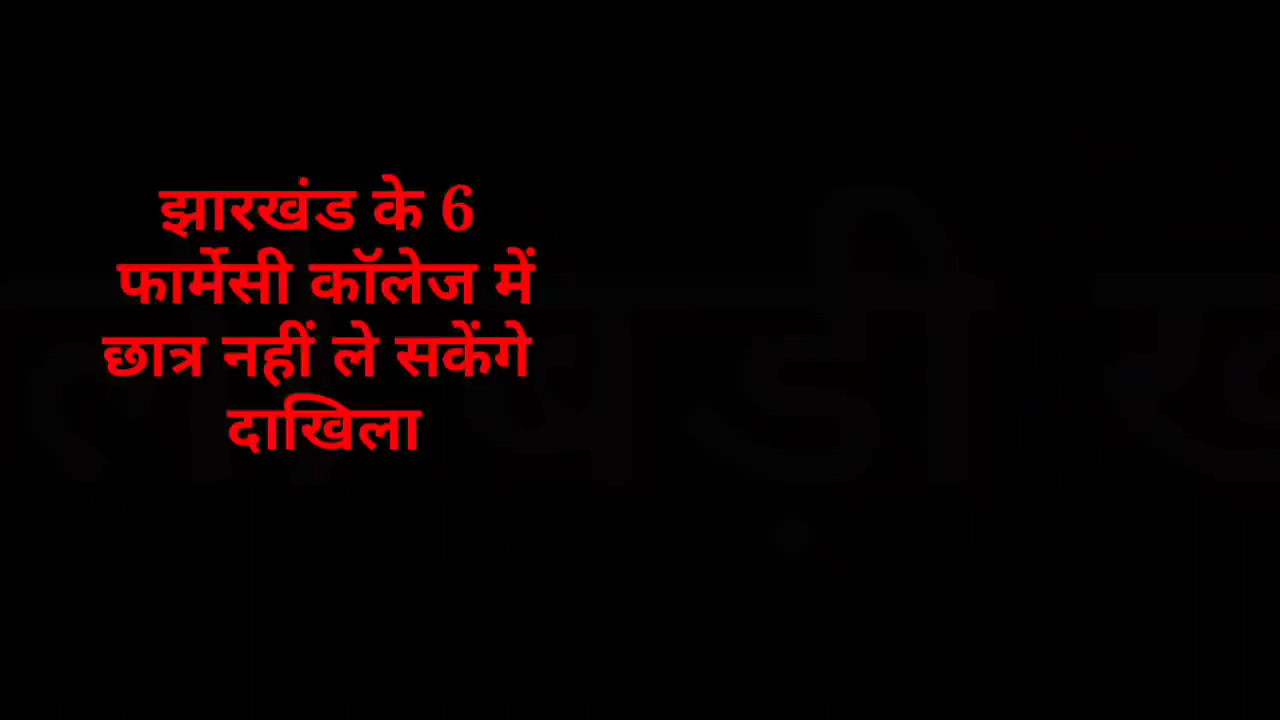 झारखंड के 6
फार्मेसी कॉलेज में
छात्र नहीं ले सकेंगे
दाखिला